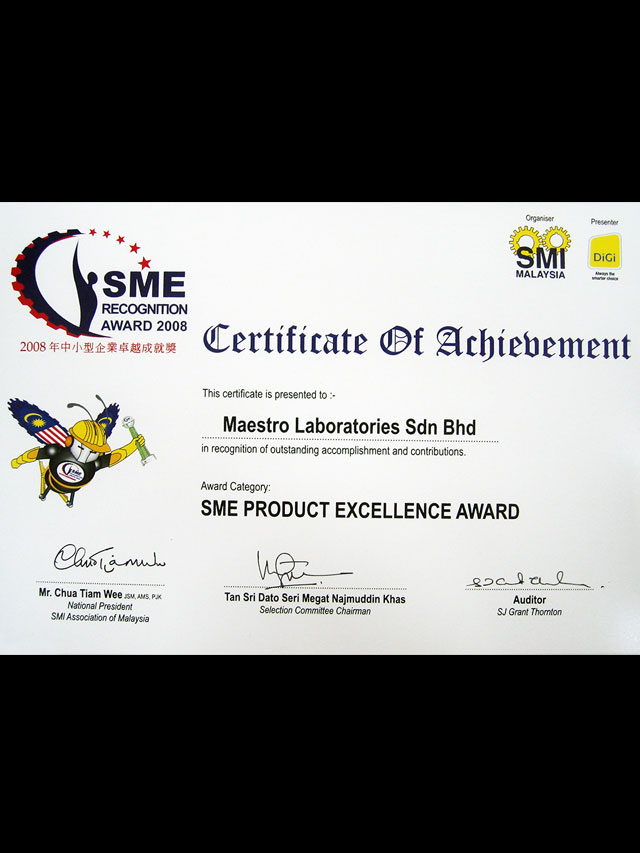 SME
RECOGNITION
AWARD 2008
2008年中小型企業卓越成就獎
Organiser
SMI
MALAYSIA
Presenter
DiGi
Always the
smarter choice
Certificate Of Achievement
This certificate is presented to :-
Maestro Laboratories Sdn Bhd
in recognition of outstanding accomplishment and contributions.
Award Category:
SME PRODUCT EXCELLENCE AWARD
SME
Mr. Chua Tiam Wee JSM, AMS, PJK
National President
SMI Association of Malaysia
Tan Sri Dato Seri Megat Najmuddin Khas
Selection Committee Chairman
Auditor
SJ Grant Thornton